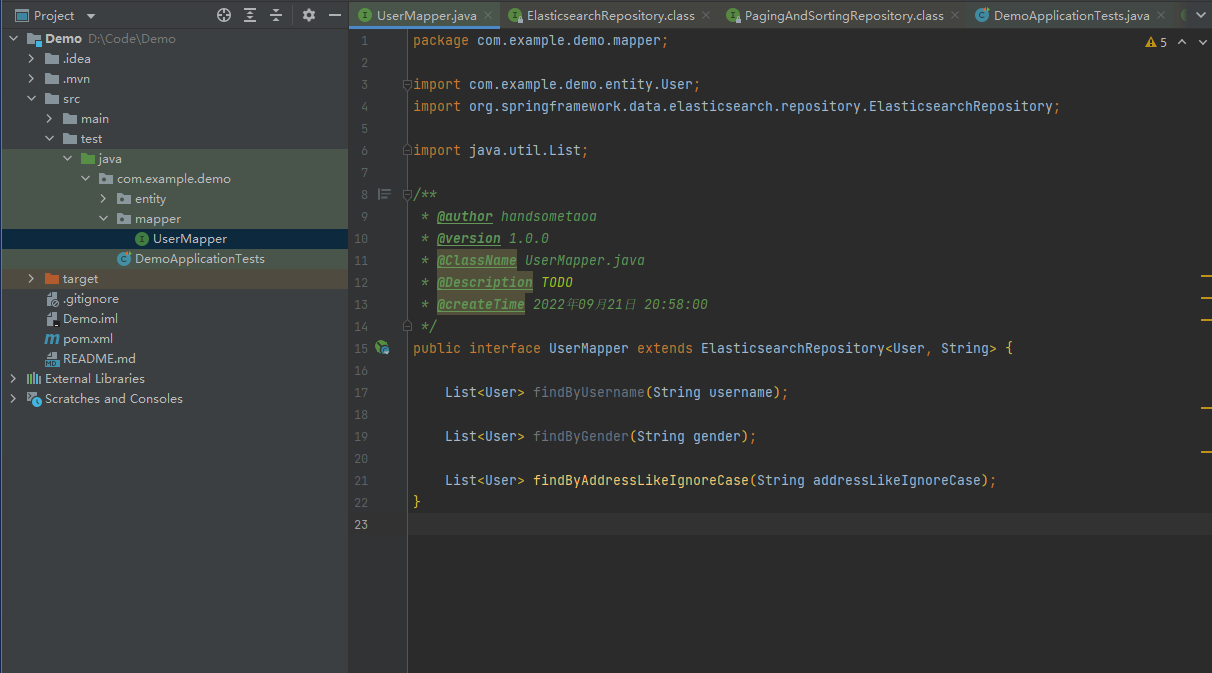 Project
Demo D:\Code\Demo
.idea
.mvn
src
main
test
java
com.example.demo
entity
mapper
UserMapper
DemoApplicationTests
target
.gitignore
Demo.iml
pom.xml
README.md
External Libraries
Scratches and Consoles
UserMapper.java
ElasticsearchRepository.class
PagingAndSortingRepository.class
DemoApplicationTests.java
5
1 package com.example.demo.mapper;
2
3 import com.example.demo.entity.User;
4 import org.springframework.data.elasticsearch.repository.ElasticsearchRepository;
5
6 import java.util.List;
7
8 /**
9 * @author handsometaoa
10 * @version 1.0.0
11 * @ClassName UserMapper.java
12 * @Description TODO
13 * @createTime 2022年09月21日 20:58:00
14 */
15 public interface UserMapper extends ElasticsearchRepository<User, String> {
16
17 List<User> findByUsername(String username);
18
19 List<User> findByGender(String gender);
20
21 List<User> findByAddressLikeIgnoreCase(String addressLikeIgnoreCase);
22 }
23